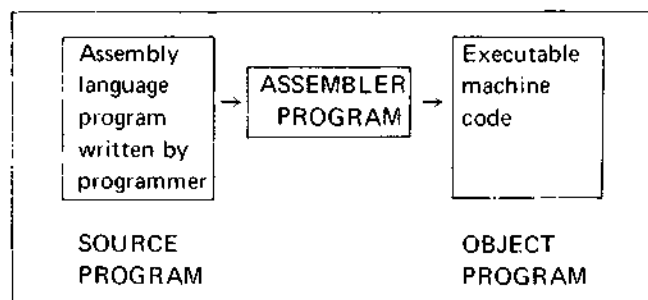 Assembly
language
program
written by
programmer
→
ASSEMBLER
PROGRAM
→
Executable
machine
code
SOURCE
PROGRAM
OBJECT
PROGRAM